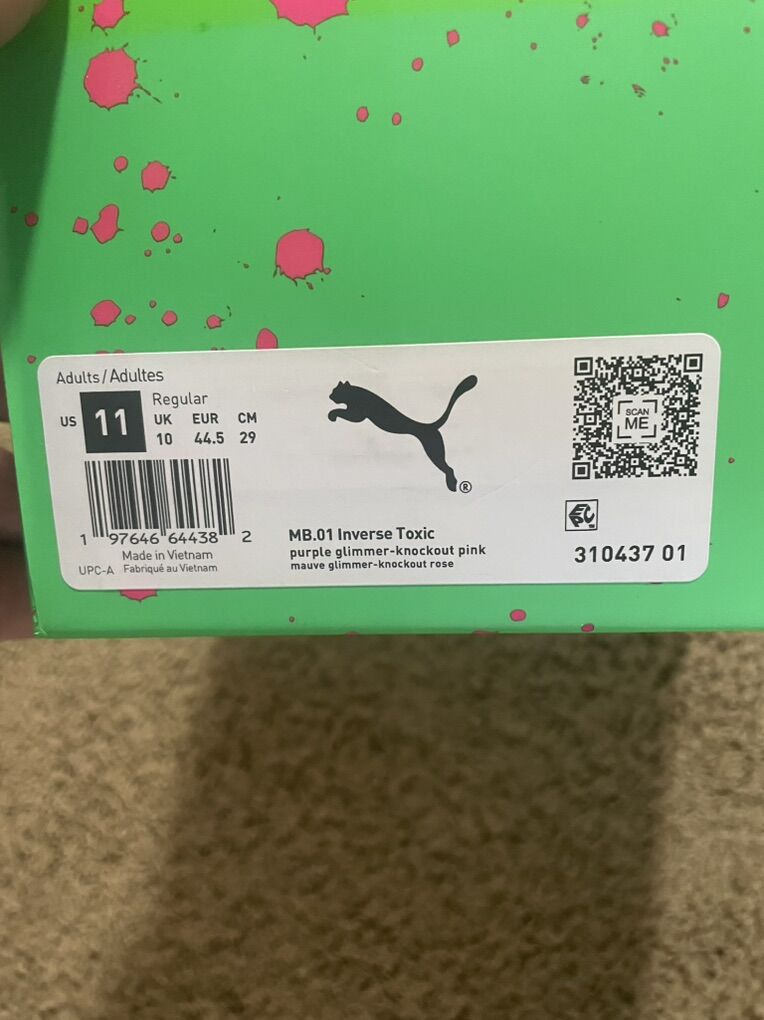 Adults/Adultes
US 11 Regular
UK EUR CM
10 44.5 29
1 97646 64438 2
Made in Vietnam
UPC-A Fabriqué au Vietnam
®
MB.01 Inverse Toxic
purple glimmer-knockout pink
mauve glimmer-knockout rose
SCAN
ME
310437 01